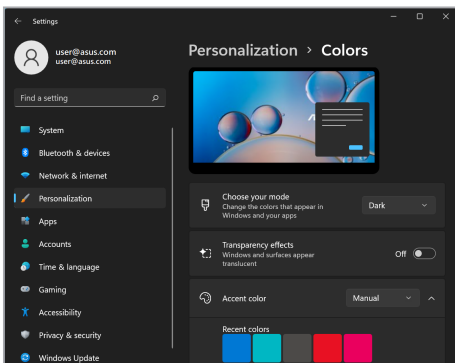 Settings
user@asus.com
user@asus.com
Find a setting
System
Bluetooth & devices
Network & internet
Personalization
Apps
Accounts
Time & language
Gaming
Accessibility
Privacy & security
Windows Update
Personalization > Colors
Choose your mode
Change the colors that appear in
Windows and your apps
Dark
Transparency effects
Windows and surfaces appear
translucent
Off
Accent color
Manual
Recent colors